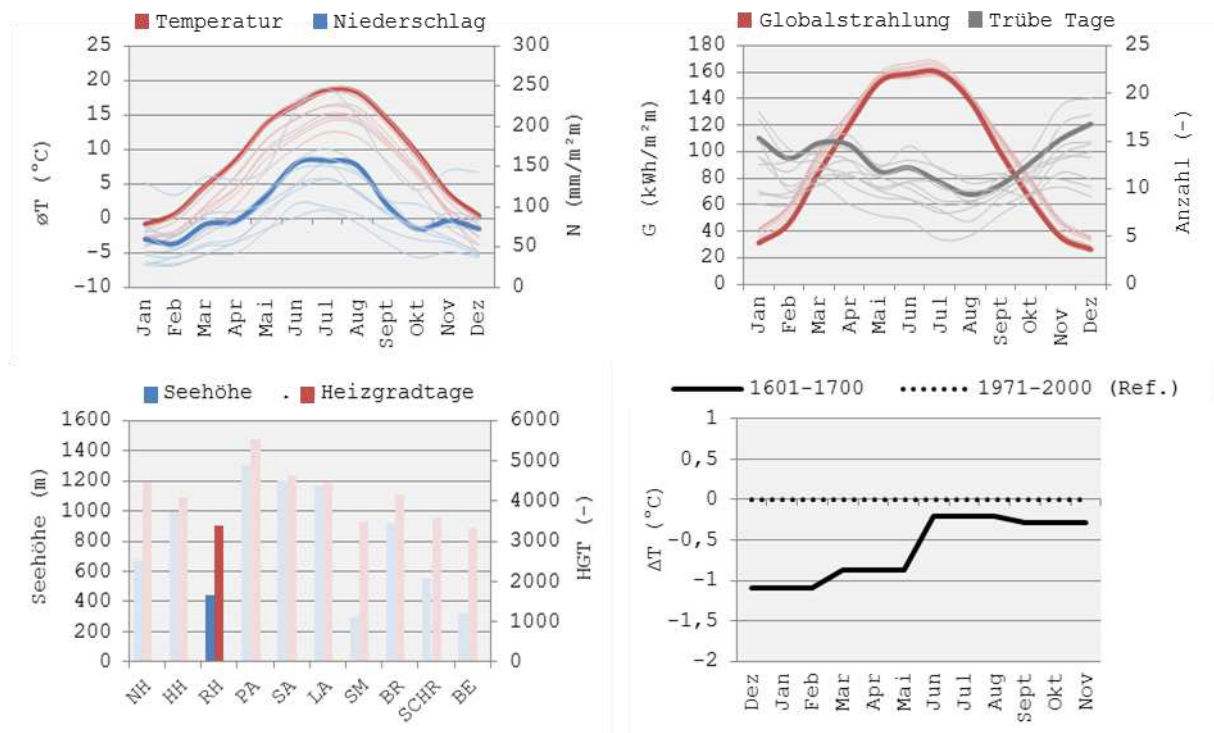 Temperatur Niederschlag
25 300
20 250
15 200
10 150
5
0 100
-5 50
-10 0
øT (°C)
N (mm/m²m)
Jan Feb Mar Apr Mai Jun Jul Aug Sept Okt Nov Dez
Globalstrahlung Trübe Tage
180 25
160
140 20
120
100 15
80 10
60
40 5
20
0 0
G (kWh/m²m)
Anzahl (-)
Jan Feb Mar Apr Mai Jun Jul Aug Sept Okt Nov Dez
Seehöhe . Heizgradtage
1600 6000
1400 5000
1200
1000 4000
800 3000
600
400 2000
200 1000
0 0
Seehöhe (m)
HGT (-)
NH HH RH PA SA LA SM BR SCHR BE
1601-1700 1971-2000 (Ref.)
1
0,5
0
-0,5
-1
-1,5
-2
ΔT (°C)
Dez Jan Feb Mar Apr Mai Jun Jul Aug Sept Okt Nov